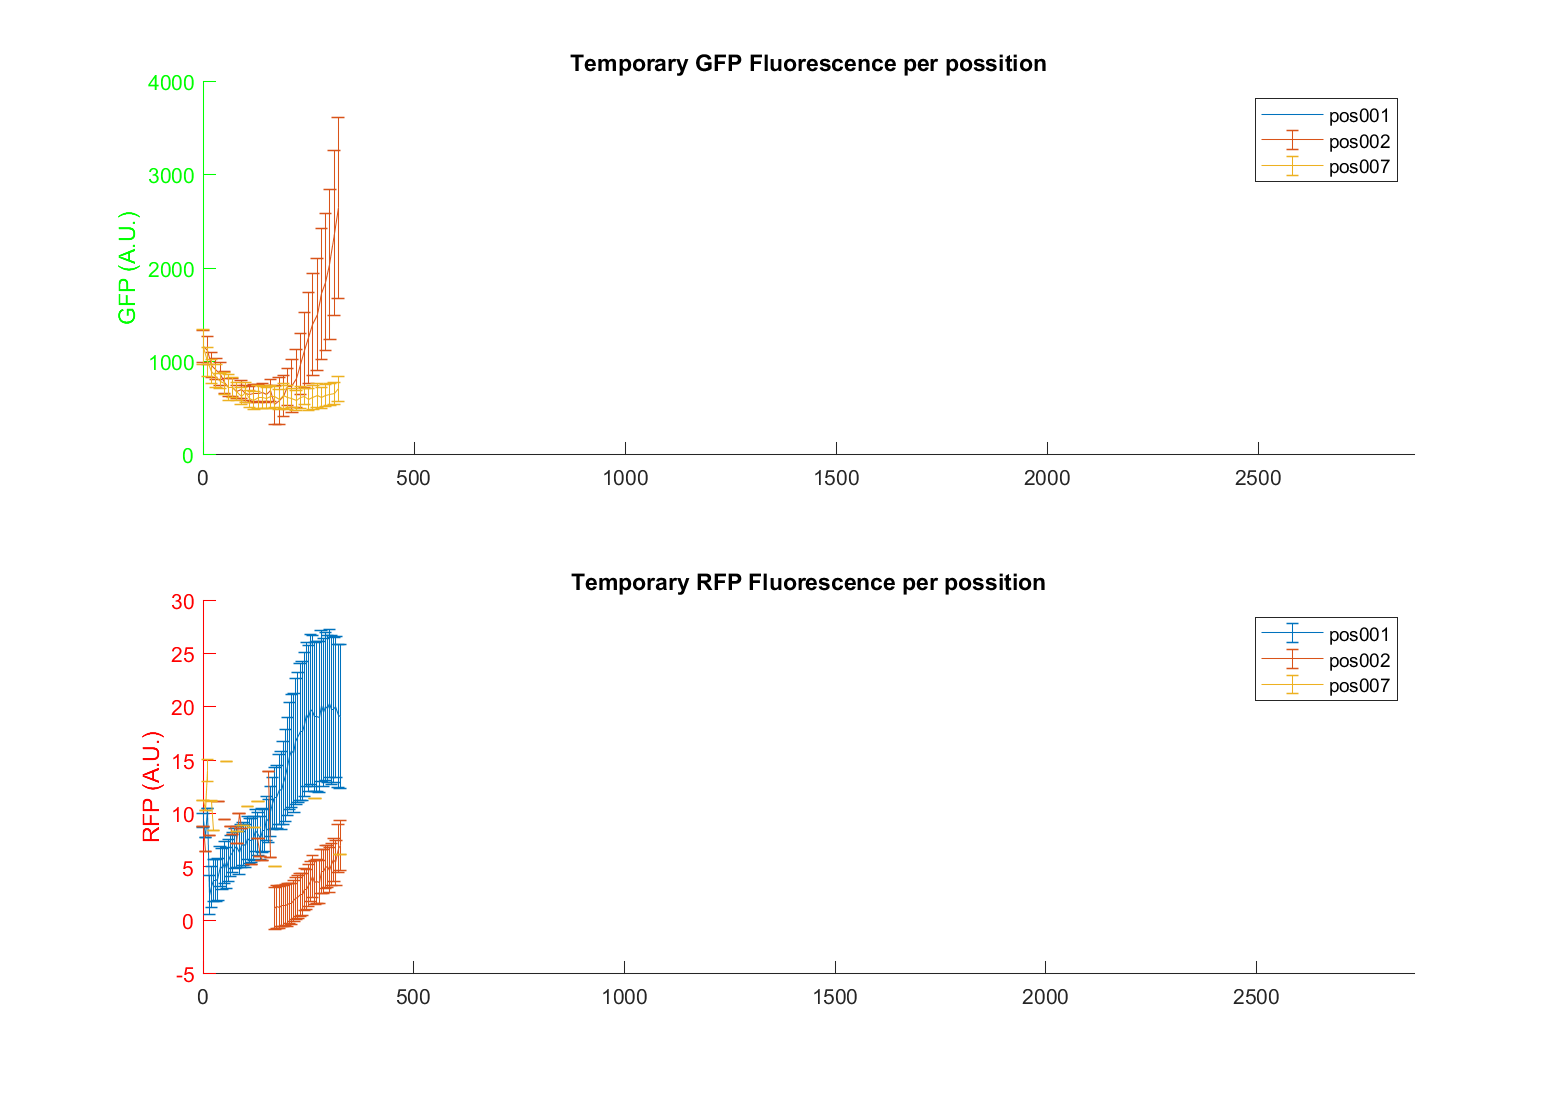 Temporary GFP Fluorescence per possition
4000
3000
2000
1000
0
GFP (A.U.)
pos001
pos002
pos007
0 500 1000 1500 2000 2500
Temporary RFP Fluorescence per possition
30
25
20
15
10
5
0
-5
RFP (A.U.)
pos001
pos002
pos007
0 500 1000 1500 2000 2500